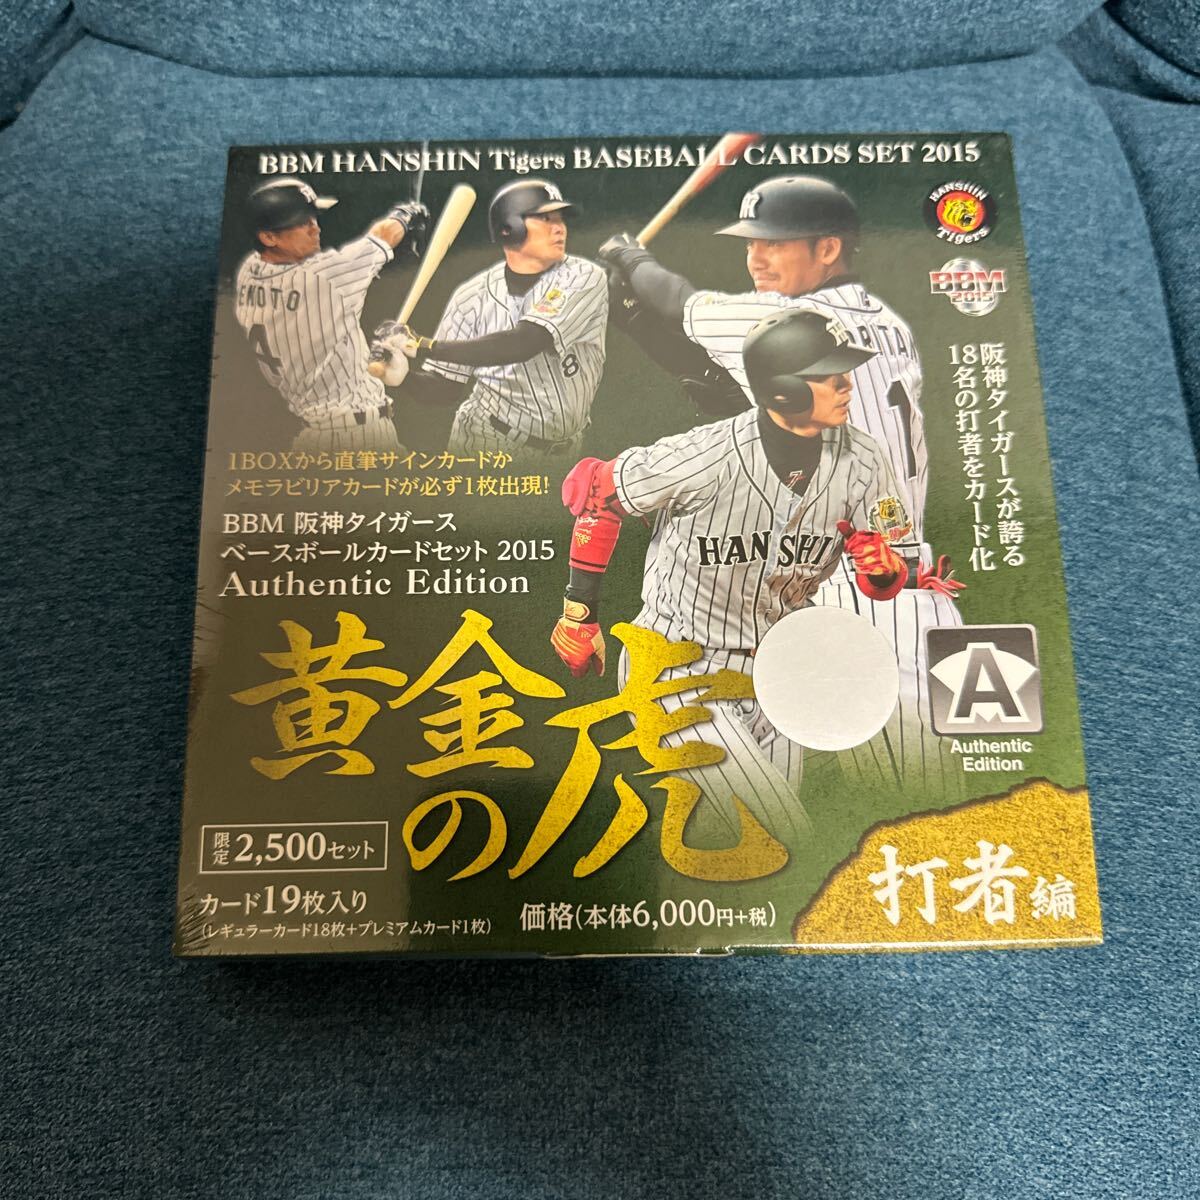 BBM HANSHIN Tigers BASEBALL CARDS SET 2015
HANSHIN
Tigers
BBM
2015
阪神タイガースが誇る
18名の打者をカード化
ENOTO
4
8
1
HANSHI
1BOXから直筆サインカードか
メモラビリアカードが必ず1枚出現!
BBM 阪神タイガース
ベースボールカードセット 2015
Authentic Edition
黄金
の虎
A
Authentic
Edition
限定 2,500セット
カード19枚入り
(レギュラーカード18枚+プレミアムカード1枚)
価格(本体6,000円+税)
打者編